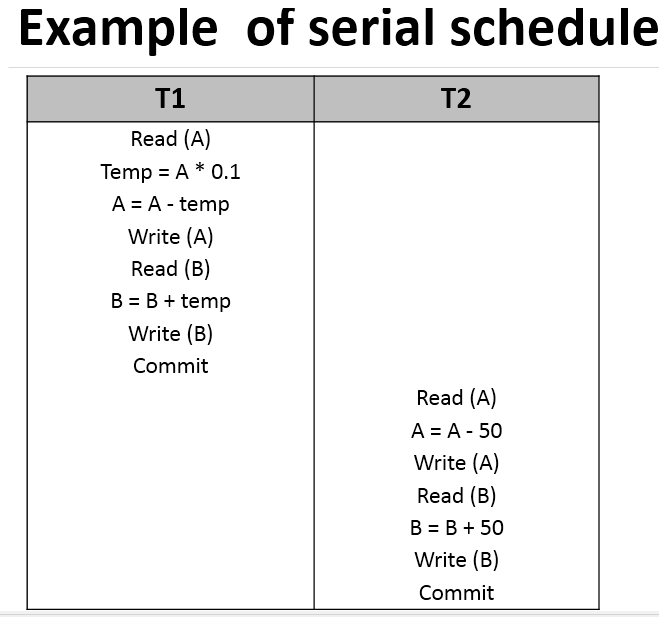 Example of serial schedule
T1 T2
Read (A)
Temp = A * 0.1
A = A - temp
Write (A)
Read (B)
B = B + temp
Write (B)
Commit
Read (A)
A = A - 50
Write (A)
Read (B)
B = B + 50
Write (B)
Commit